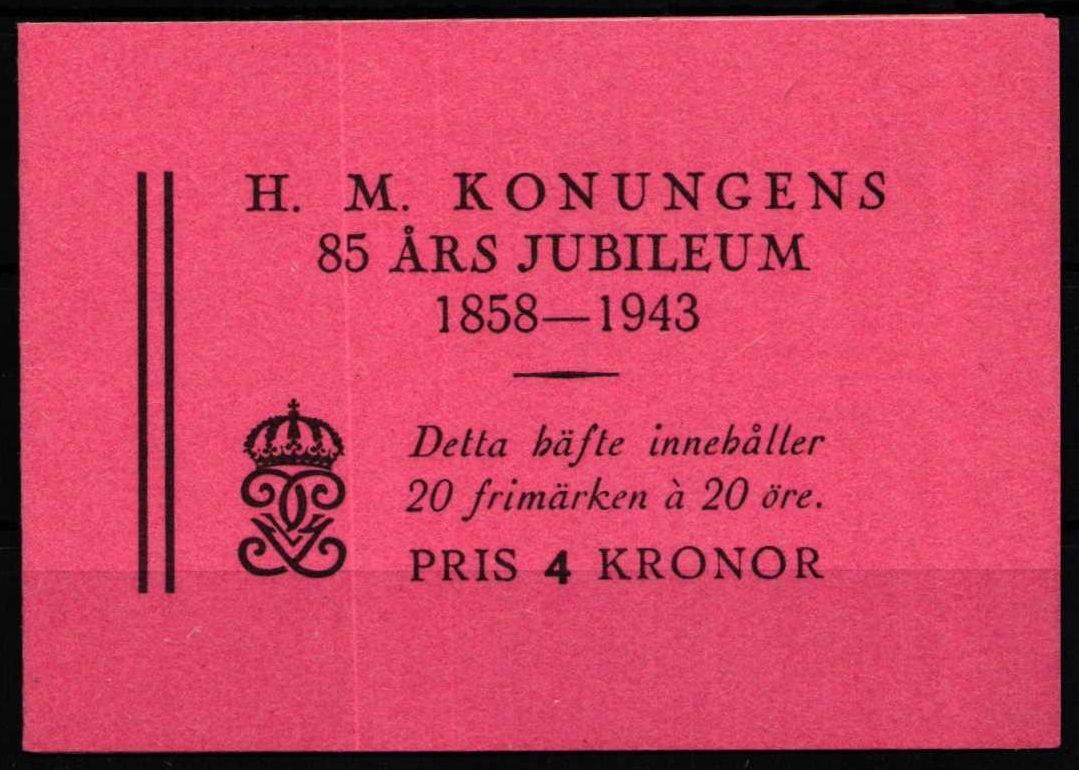 H. M. KONUNGENS
85 ÅRS JUBILEUM
1858—1943
Detta häfte innehåller
20 frimärken à 20 öre.
PRIS 4 KRONOR